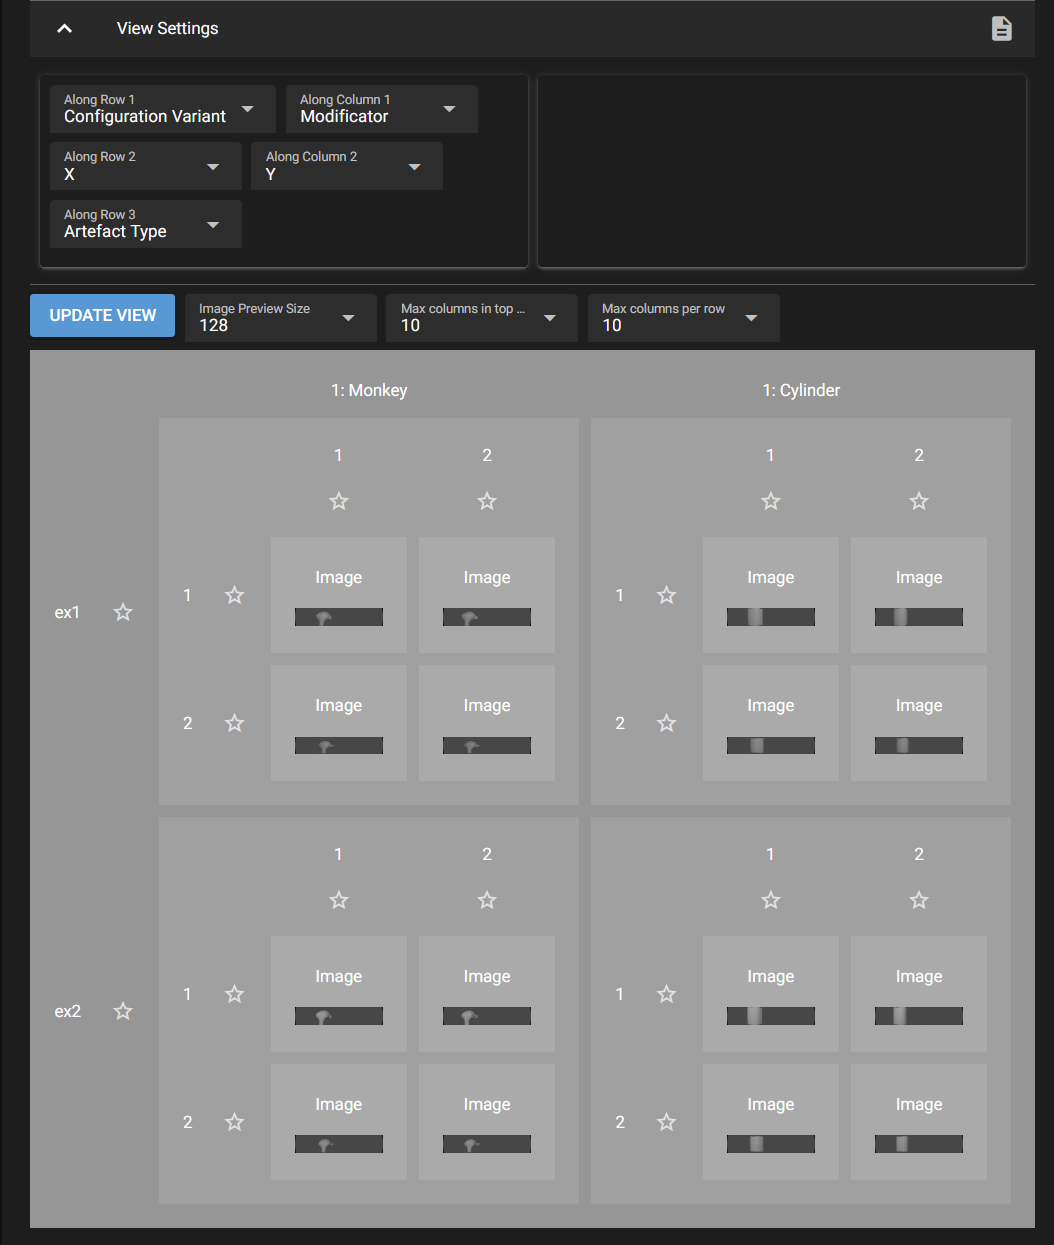 View Settings
Along Row 1
Configuration Variant
Along Column 1
Modificator
Along Row 2
X
Along Column 2
Y
Along Row 3
Artefact Type
UPDATE VIEW
Image Preview Size
128
Max columns in top ...
10
Max columns per row
10
1: Monkey
1: Cylinder
1 2 1 2
ex1
1 Image Image 1 Image Image
2 Image Image 2 Image Image
1 2 1 2
ex2
1 Image Image 1 Image Image
2 Image Image 2 Image Image